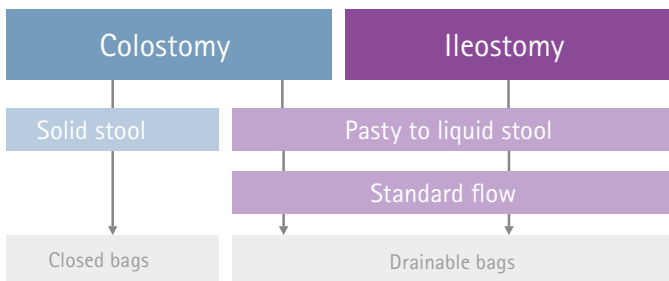 Colostomy
Ileostomy
Solid stool
Pasty to liquid stool
Standard flow
Closed bags
Drainable bags